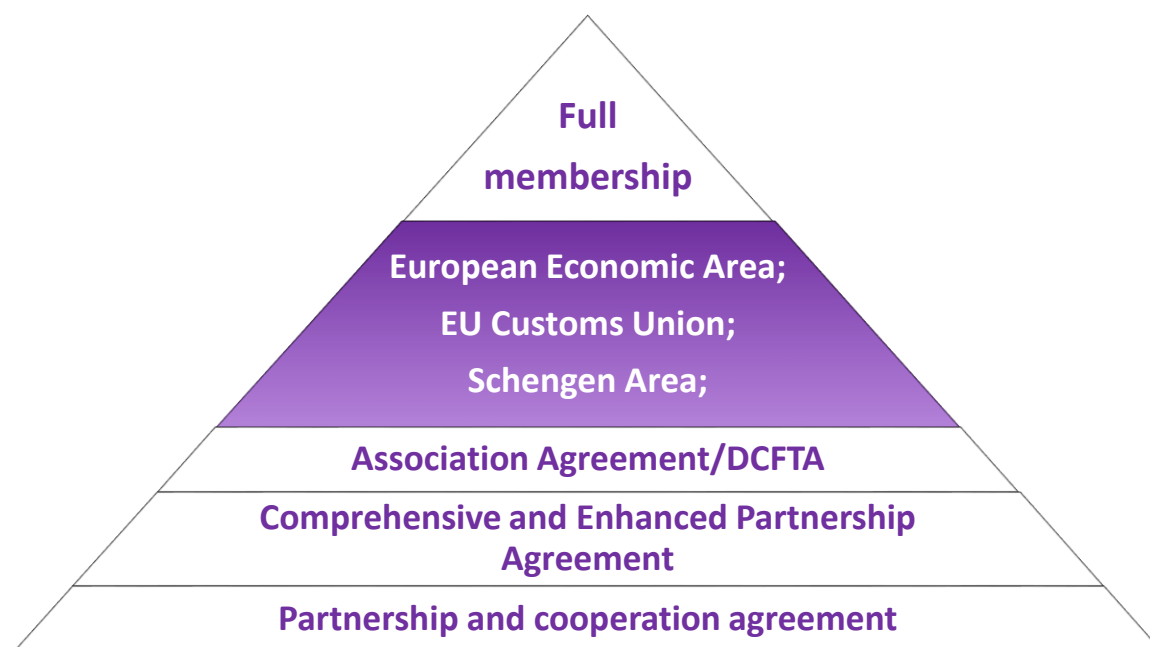 Full
membership
European Economic Area;
EU Customs Union;
Schengen Area;
Association Agreement/DCFTA
Comprehensive and Enhanced Partnership
Agreement
Partnership and cooperation agreement